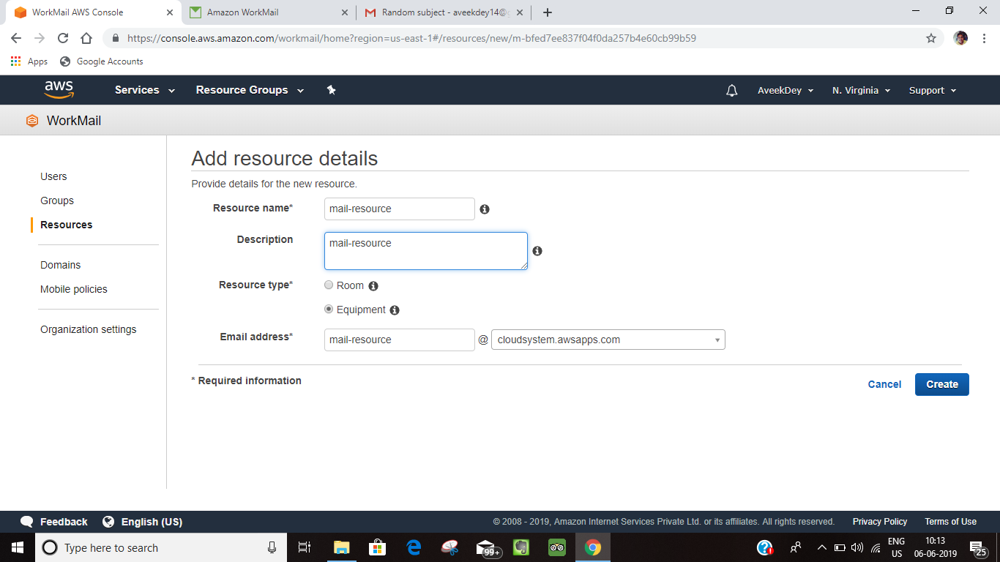 WorkMail AWS Console
Amazon WorkMail
Random subject - aveekdey14@
https://console.aws.amazon.com/workmail/home?region=us-east-1#/resources/new/m-bfed7ee837f04f0da257b4e60cb99b59
Apps Google Accounts
aws Services Resource Groups AveekDey N. Virginia Support
WorkMail
Users
Groups
Resources
Domains
Mobile policies
Organization settings
Add resource details
Provide details for the new resource.
Resource name* mail-resource
Description mail-resource
Resource type* Room
Equipment
Email address* mail-resource @ cloudsystem.awsapps.com
* Required information
Cancel Create
Feedback English (US) © 2008 - 2019, Amazon Internet Services Private Ltd. or its affiliates. All rights reserved. Privacy Policy Terms of Use
Type here to search
99+
ENG
US
10:13
06-06-2019
25